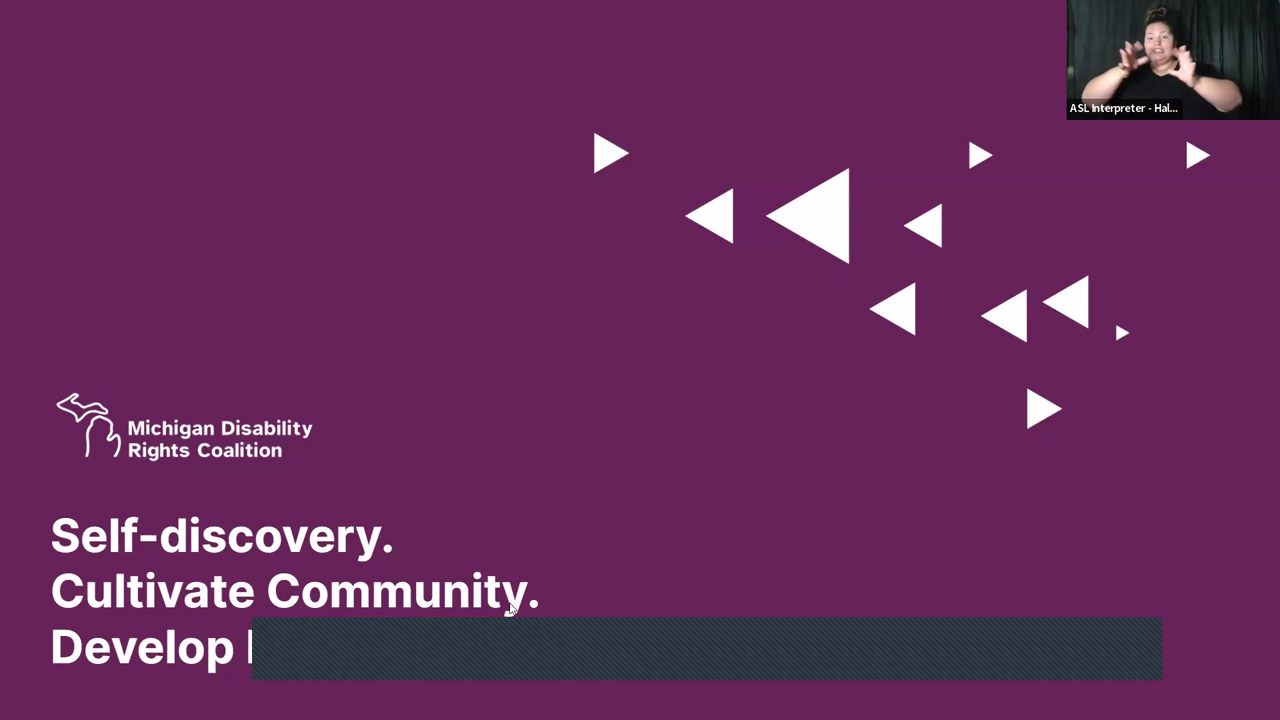 ASL Interpreter - Hal...
Michigan Disability
Rights Coalition
Self-discovery.
Cultivate Community.
Develop